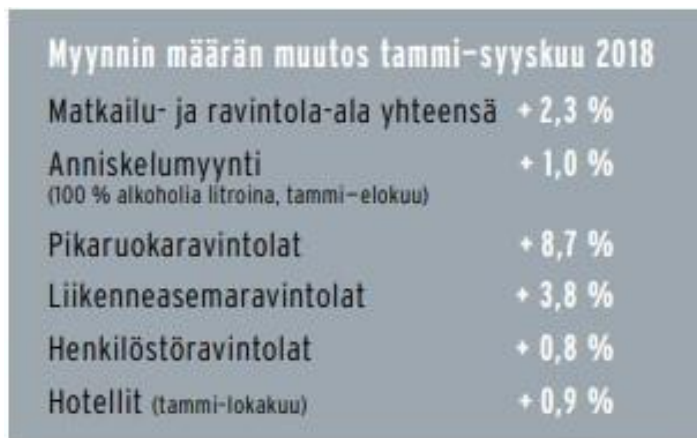 Myynnin määrän muutos tammi–syyskuu 2018
Matkailu- ja ravintola-ala yhteensä + 2,3 %
Anniskelumyynti + 1,0 %
(100 % alkoholia litroina, tammi–elokuu)
Pikaruokaravintolat + 8,7 %
Liikenneasemaravintolat + 3,8 %
Henkilöstöravintolat + 0,8 %
Hotellit (tammi-lokakuu) + 0,9 %